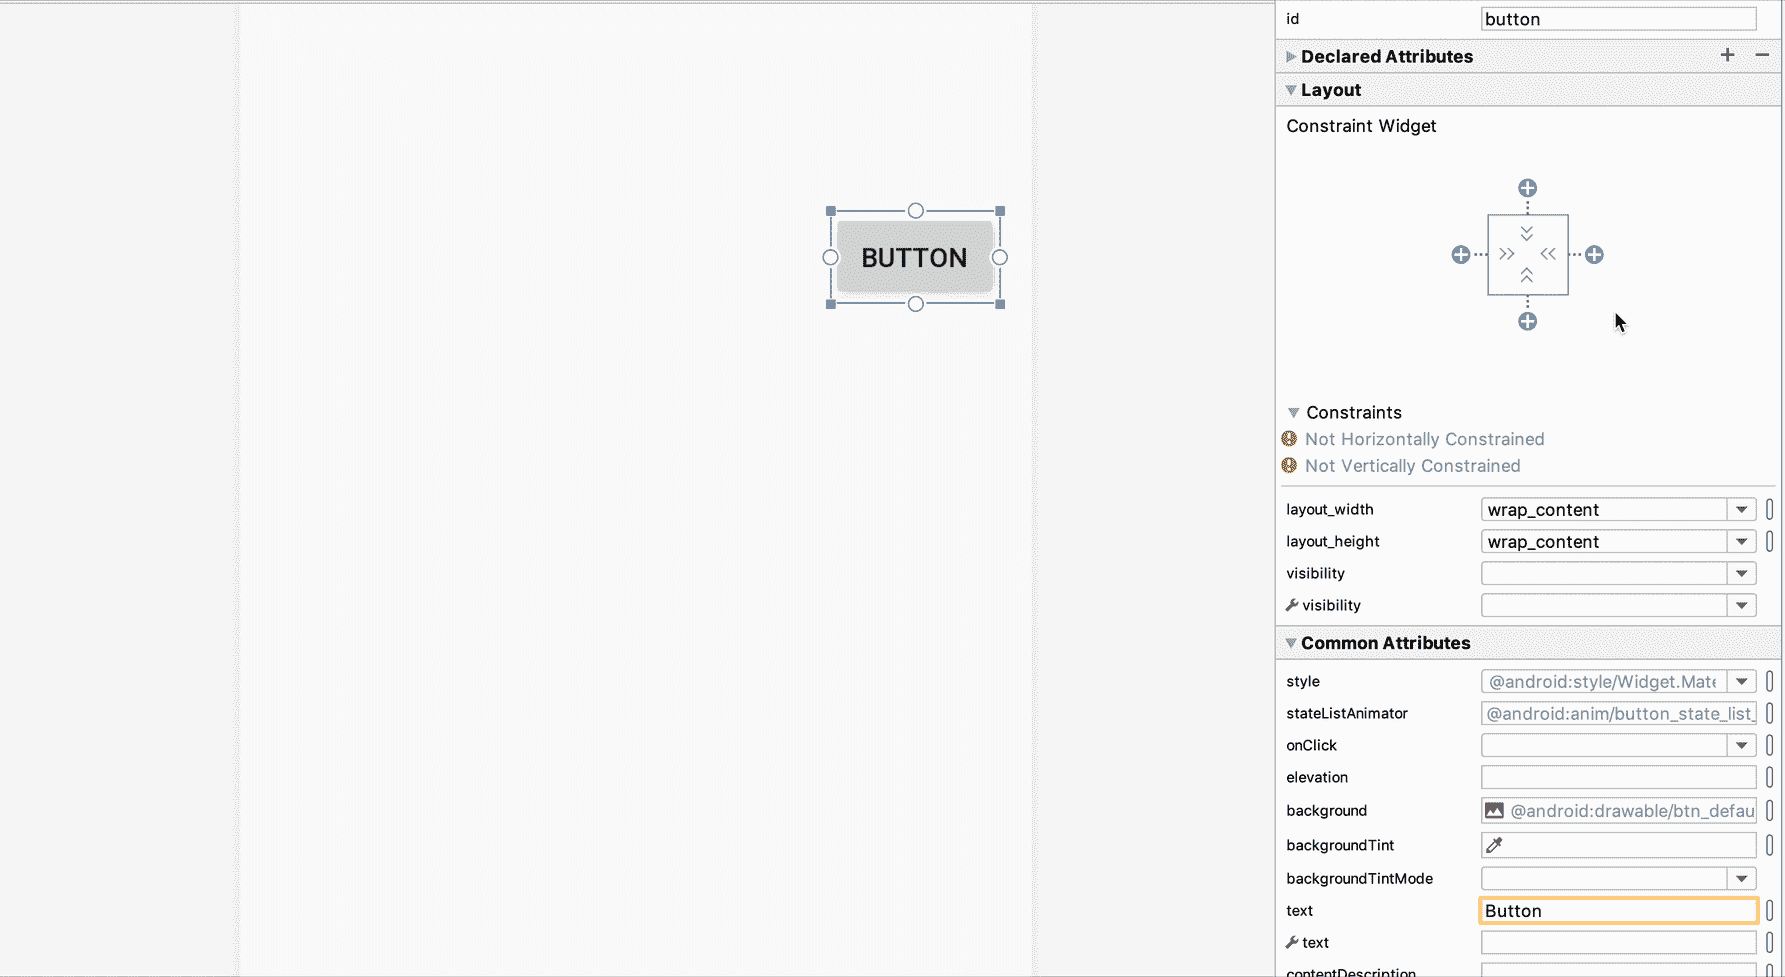 id button
Declared Attributes
Layout
Constraint Widget
BUTTON
Constraints
Not Horizontally Constrained
Not Vertically Constrained
layout_width wrap_content
layout_height wrap_content
visibility
visibility
Common Attributes
style @android:style/Widget.Mate
stateListAnimator @android:anim/button_state_list_
onClick
elevation
background @android:drawable/btn_defau
backgroundTint
backgroundTintMode
text Button
text
contentDescription